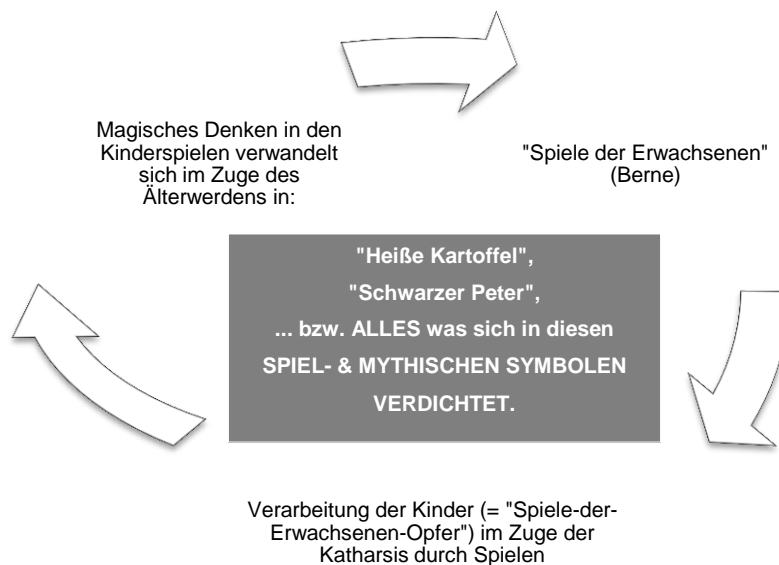 Magisches Denken in den
Kinderspielen verwandelt
sich im Zuge des
Älterwerdens in:
"Spiele der Erwachsenen"
(Berne)
"Heiße Kartoffel",
"Schwarzer Peter",
... bzw. ALLES was sich in diesen
SPIEL- & MYTHISCHEN SYMBOLEN
VERDICHTET.
Verarbeitung der Kinder (= "Spiele-der-
Erwachsenen-Opfer") im Zuge der
Katharsis durch Spielen